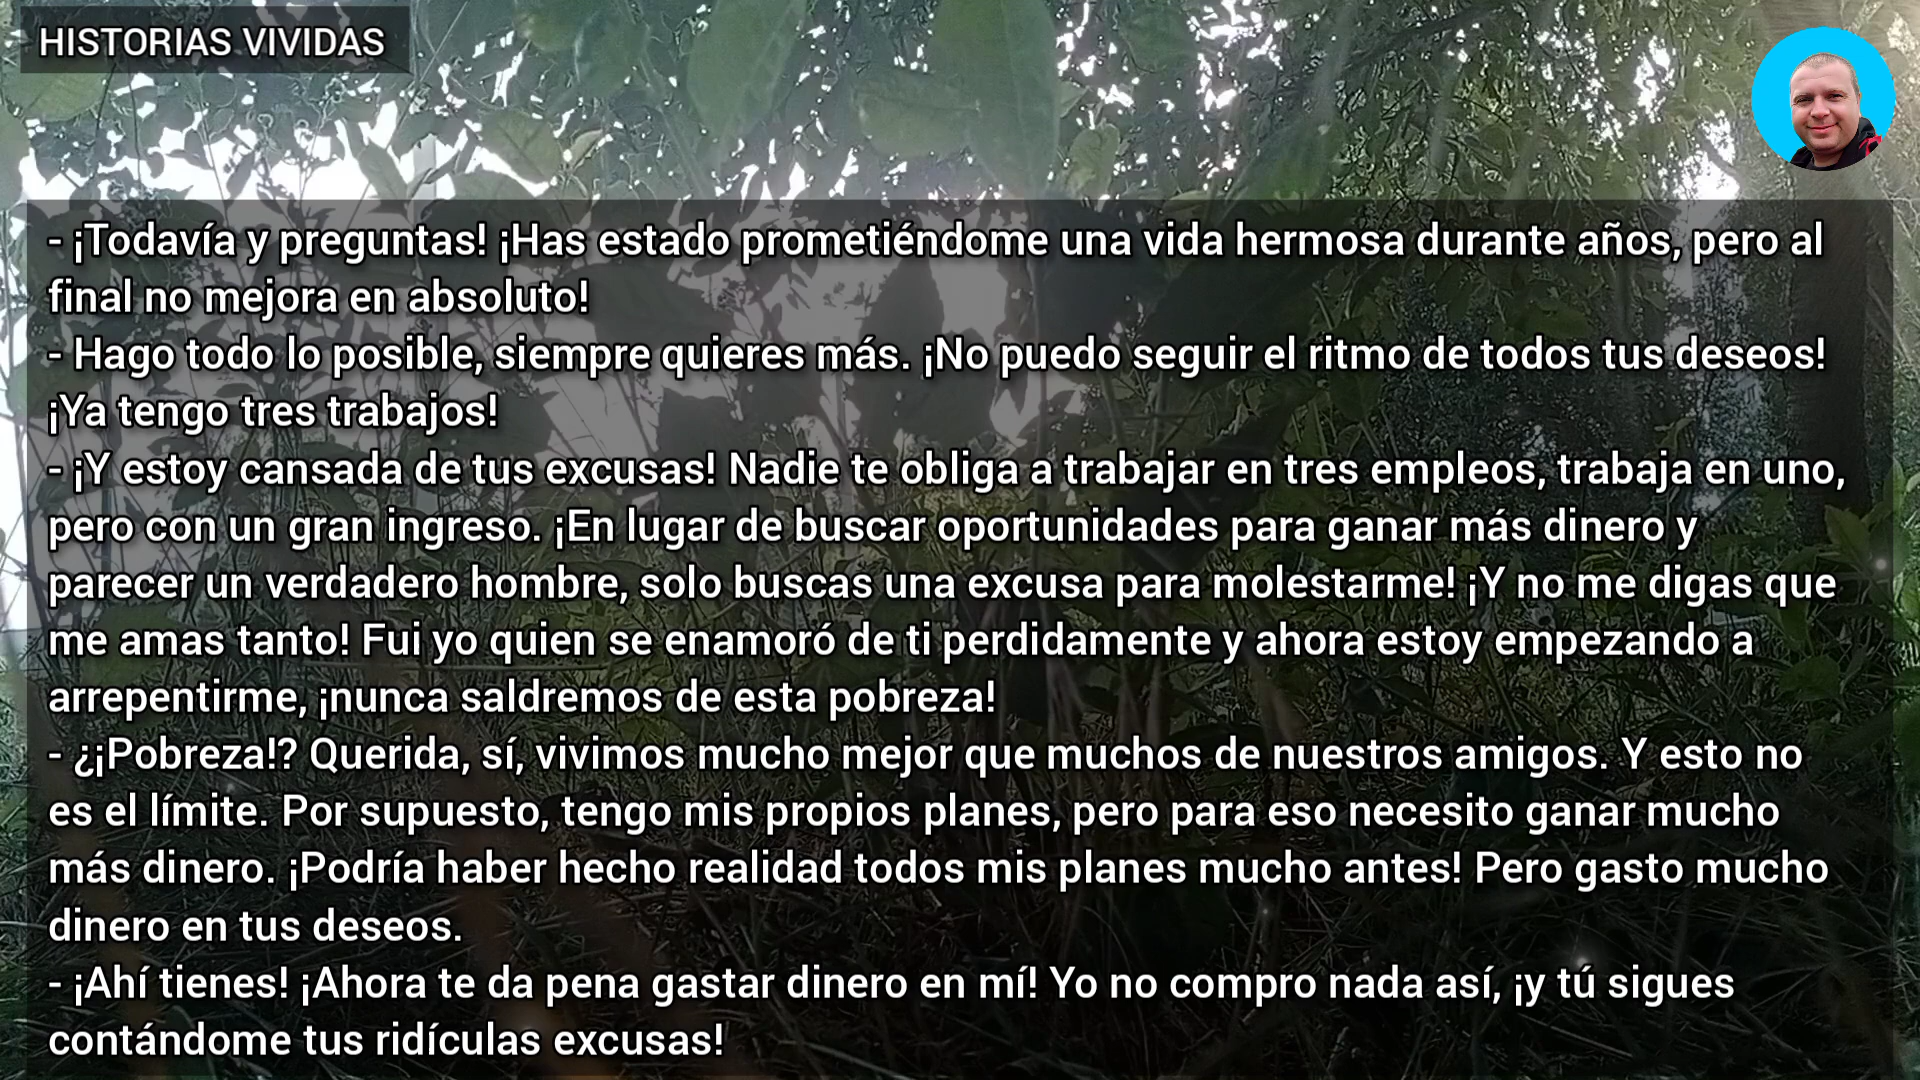 HISTORIAS VIVIDAS
- ¡Todavía y preguntas! ¡Has estado prometiéndome una vida hermosa durante años, pero al
final no mejora en absoluto!
- Hago todo lo posible, siempre quieres más. ¡No puedo seguir el ritmo de todos tus deseos!
¡Ya tengo tres trabajos!
- ¡Y estoy cansada de tus excusas! Nadie te obliga a trabajar en tres empleos, trabaja en uno,
pero con un gran ingreso. ¡En lugar de buscar oportunidades para ganar más dinero y
parecer un verdadero hombre, solo buscas una excusa para molestarme! ¡Y no me digas que
me amas tanto! Fui yo quien se enamoró de ti perdidamente y ahora estoy empezando a
arrepentirme, ¡nunca saldremos de esta pobreza!
- ¿¡Pobreza!? Querida, sí, vivimos mucho mejor que muchos de nuestros amigos. Y esto no
es el límite. Por supuesto, tengo mis propios planes, pero para eso necesito ganar mucho
más dinero. ¡Podría haber hecho realidad todos mis planes mucho antes! Pero gasto mucho
dinero en tus deseos.
- ¡Ahí tienes! ¡Ahora te da pena gastar dinero en mí! Yo no compro nada así, ¡y tú sigues
contándome tus ridículas excusas!